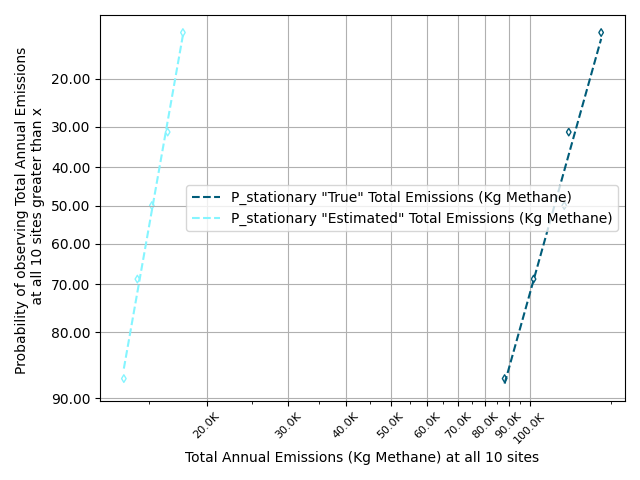 Probability of observing Total Annual Emissions
at all 10 sites greater than x
20.00
30.00
40.00
50.00
60.00
70.00
80.00
90.00
P_stationary "True" Total Emissions (Kg Methane)
P_stationary "Estimated" Total Emissions (Kg Methane)
20.0K
30.0K
40.0K
50.0K
60.0K
70.0K
80.0K
90.0K
100.0K
Total Annual Emissions (Kg Methane) at all 10 sites